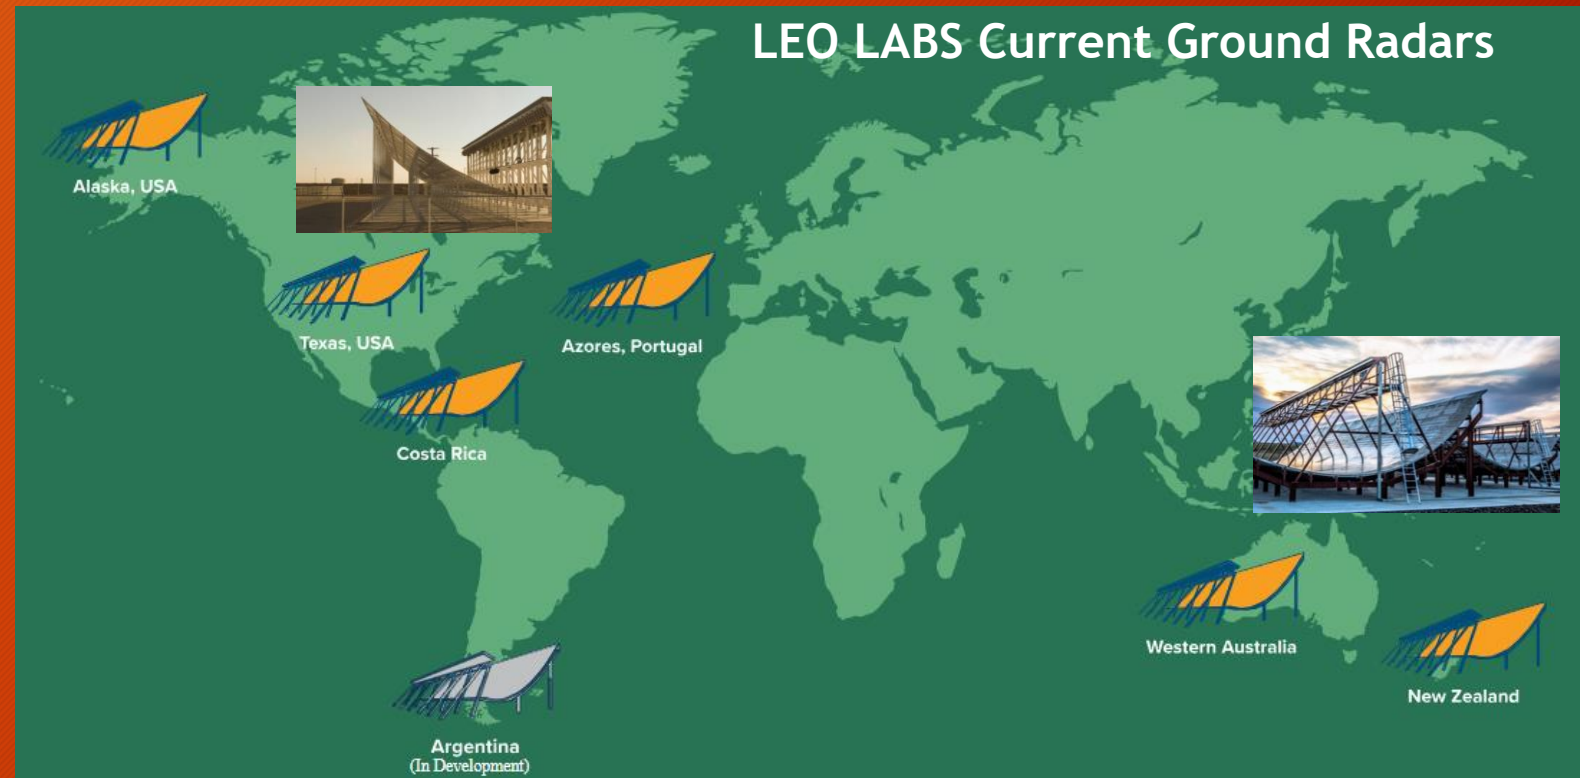 LEO LABS Current Ground Radars
Alaska, USA
Texas, USA
Azores, Portugal
Costa Rica
Western Australia
New Zealand
Argentina
(In Development)